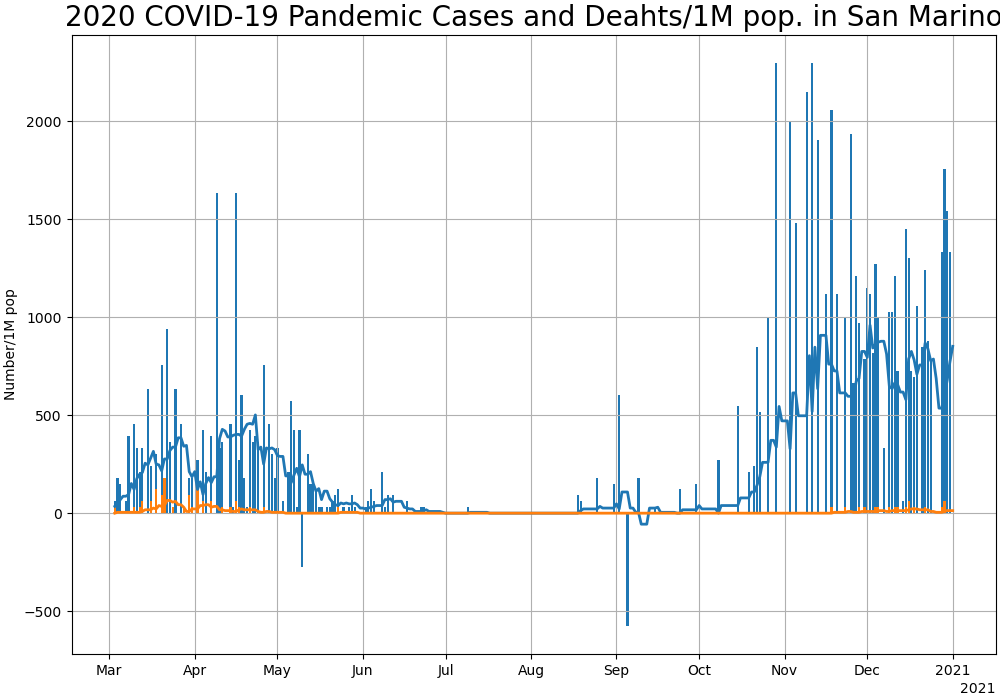 2020 COVID-19 Pandemic Cases and Deahts/1M pop. in San Marino
Number/1M pop
2000
1500
1000
500
0
−500
Mar Apr May Jun Jul Aug Sep Oct Nov Dec 2021
2021